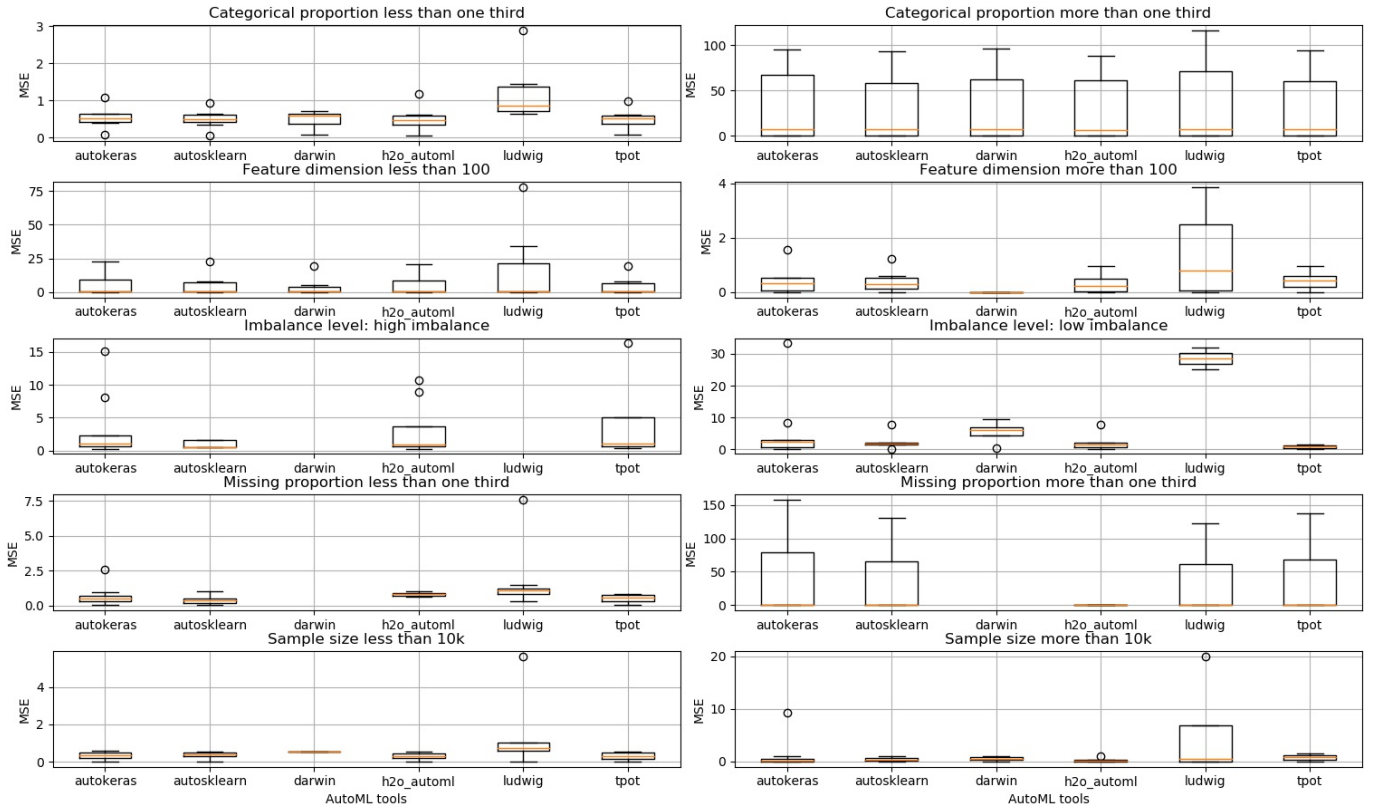 Categorical proportion less than one third
3
2
1
0
MSE
autokeras autosklearn darwin h2o_automl ludwig tpot
Categorical proportion more than one third
100
50
0
MSE
autokeras autosklearn darwin h2o_automl ludwig tpot
Feature dimension less than 100
75
50
25
0
MSE
autokeras autosklearn darwin h2o_automl ludwig tpot
Feature dimension more than 100
4
2
0
MSE
autokeras autosklearn darwin h2o_automl ludwig tpot
Imbalance level: high imbalance
15
10
5
0
MSE
autokeras autosklearn darwin h2o_automl ludwig tpot
Imbalance level: low imbalance
30
20
10
0
MSE
autokeras autosklearn darwin h2o_automl ludwig tpot
Missing proportion less than one third
7.5
5.0
2.5
0.0
MSE
autokeras autosklearn darwin h2o_automl ludwig tpot
Missing proportion more than one third
150
100
50
0
MSE
autokeras autosklearn darwin h2o_automl ludwig tpot
Sample size less than 10k
4
2
0
MSE
autokeras autosklearn darwin h2o_automl ludwig tpot
AutoML tools
Sample size more than 10k
20
10
0
MSE
autokeras autosklearn darwin h2o_automl ludwig tpot
AutoML tools